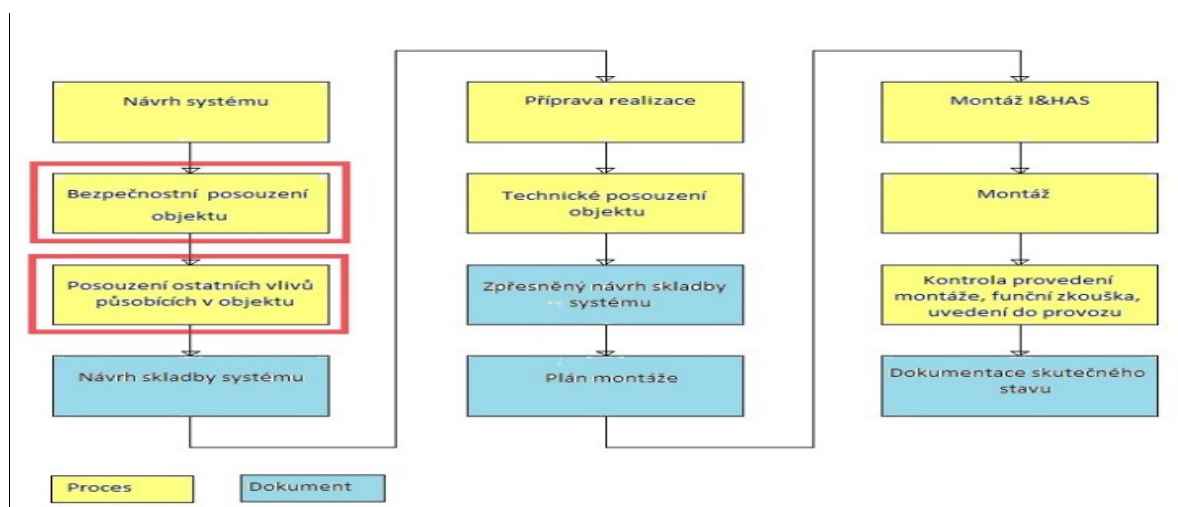 Návrh systému
Bezpečnostní posouzení
objektu
Posouzení ostatních vlivů
působících v objektu
Návrh skladby systému
Příprava realizace
Technické posouzení
objektu
Zpřesněný návrh skladby
systému
Plán montáže
Montáž I&HAS
Montáž
Kontrola provedení
montáže, funční zkouška,
uvedení do provozu
Dokumentace skutečného
stavu
Proces
Dokument